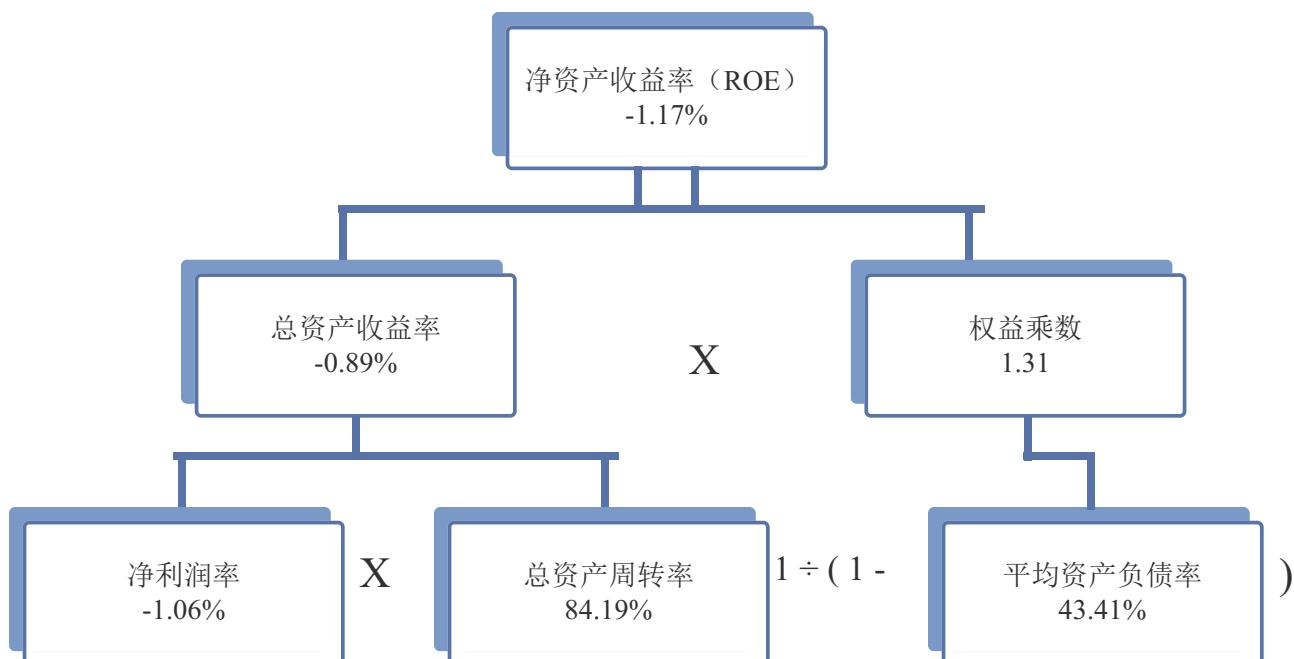 净资产收益率（ROE）
-1.17%
总资产收益率
-0.89%
X
权益乘数
1.31
净利润率
-1.06%
X
总资产周转率
84.19%
1 ÷ ( 1 -
平均资产负债率
43.41%
)